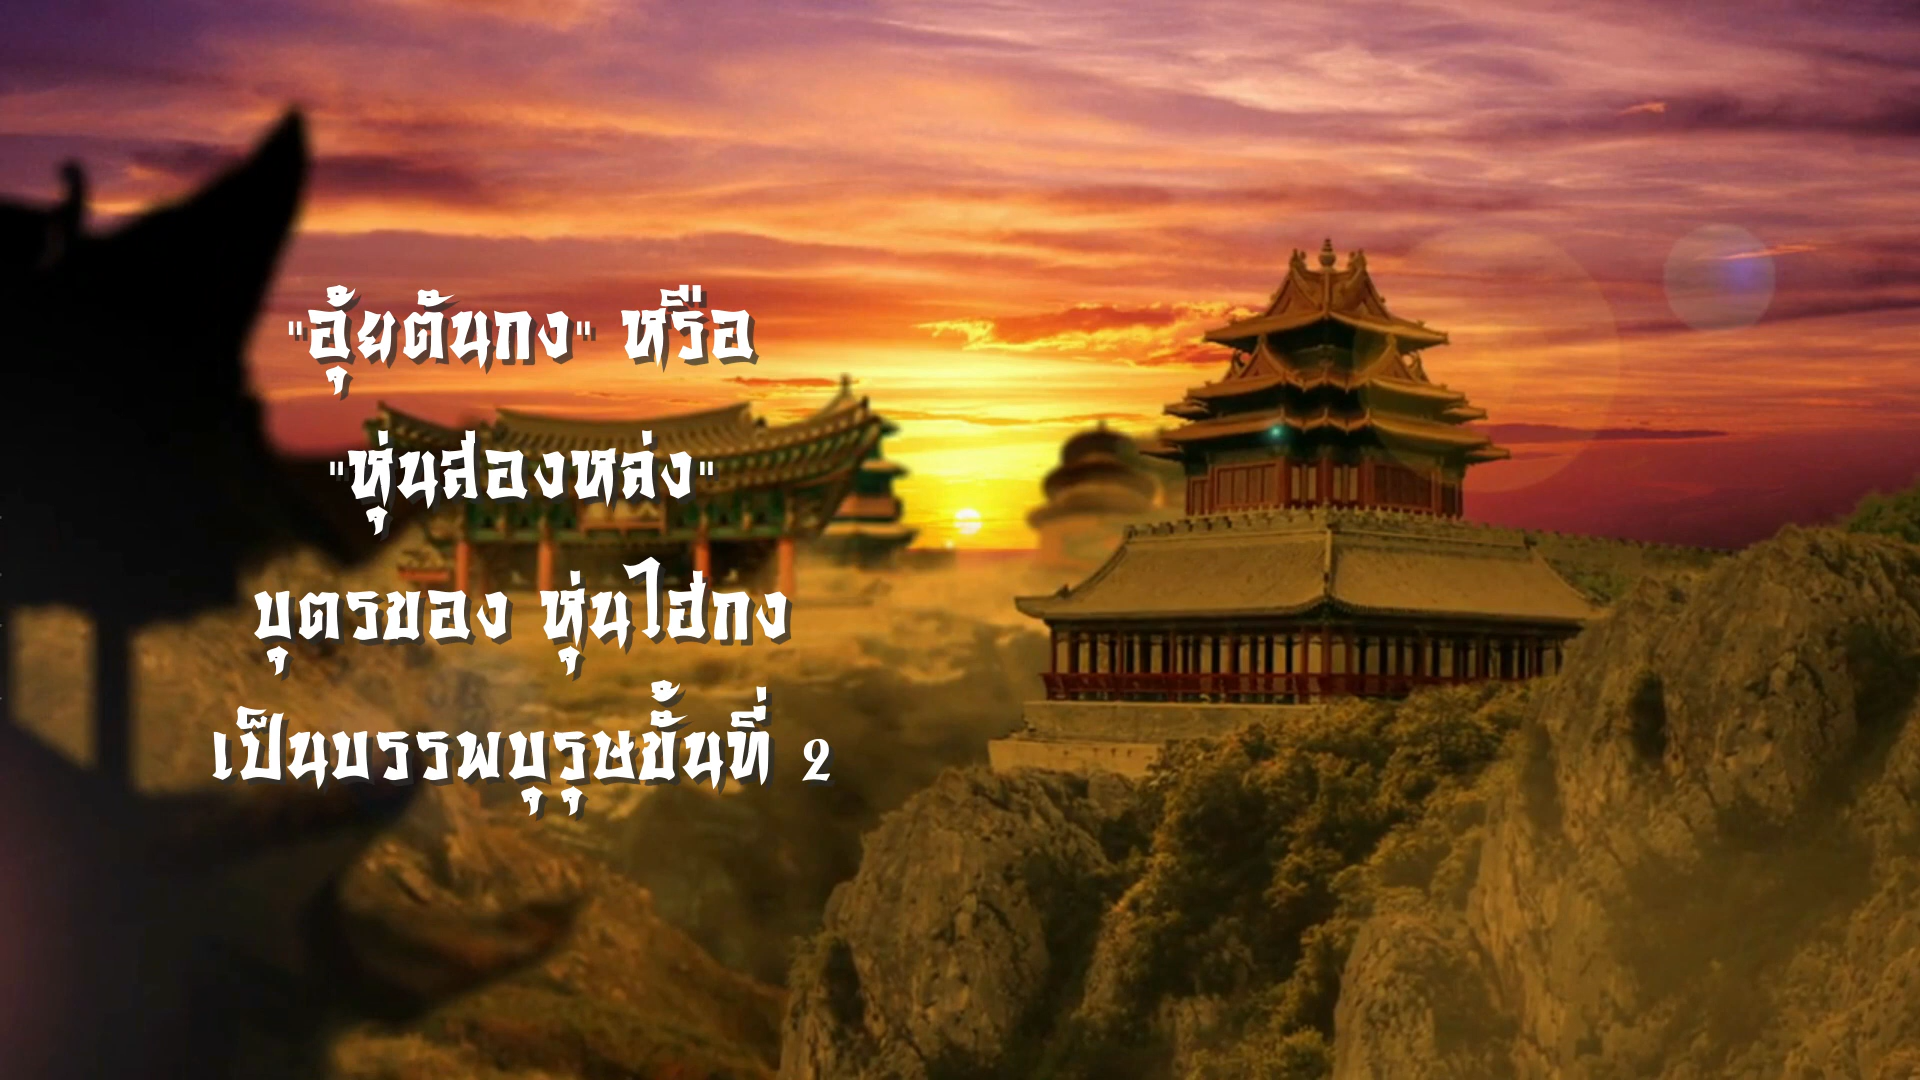 "อุ้ยตันกง" หรือ
"หุ่นส่องหล่ง"
บุตรของ หุ่นไฮ่กง
เป็นบรรพบุรุษขั้นที่ 2